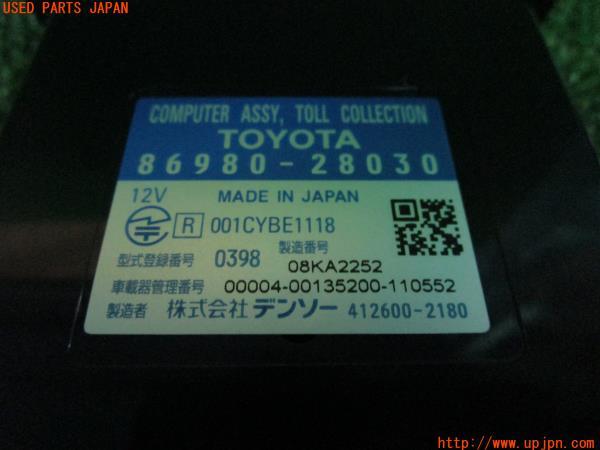 USED PARTS JAPAN
COMPUTER ASSY, TOLL COLLECTION
TOYOTA
86980-28030
12V MADE IN JAPAN
R 001CYBE1118
型式登録番号 0398 製造番号 08KA2252
車載器管理番号 00004-00135200-110552
製造者 株式会社 デンソー 412600-2180
http://www.upjpn.com/